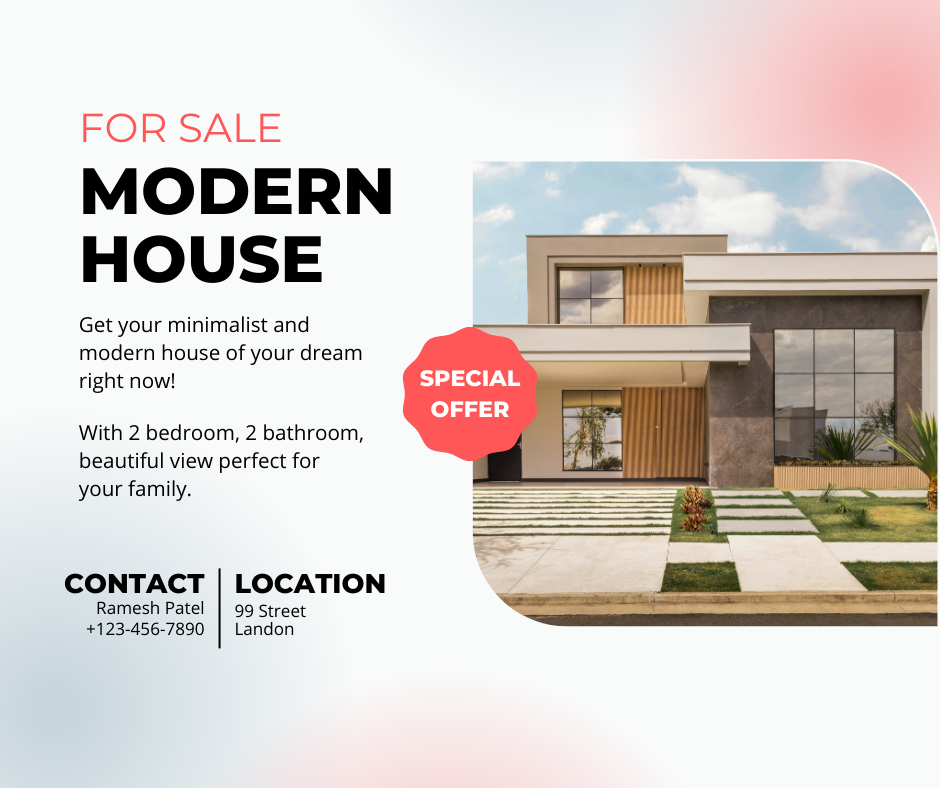 FOR SALE
MODERN
HOUSE
Get your minimalist and
modern house of your dream
right now!
With 2 bedroom, 2 bathroom,
beautiful view perfect for
your family.
SPECIAL
OFFER
CONTACT
Ramesh Patel
+123-456-7890
LOCATION
99 Street
Landon